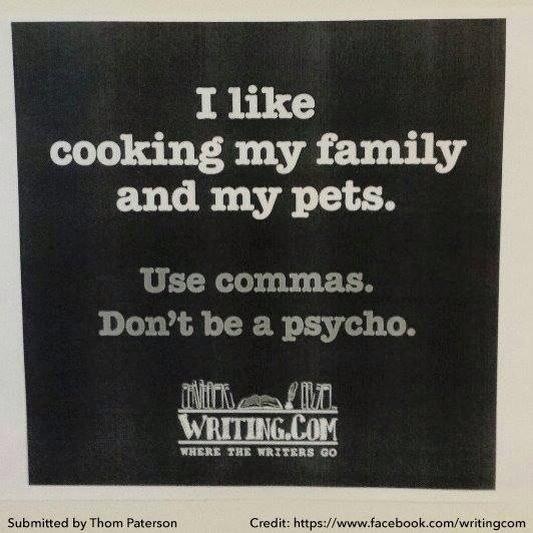 I like
cooking my family
and my pets.
Use commas.
Don't be a psycho.
WRITING.COM
WHERE THE WRITERS GO
Submitted by Thom Paterson
Credit: https://www.facebook.com/writingcom